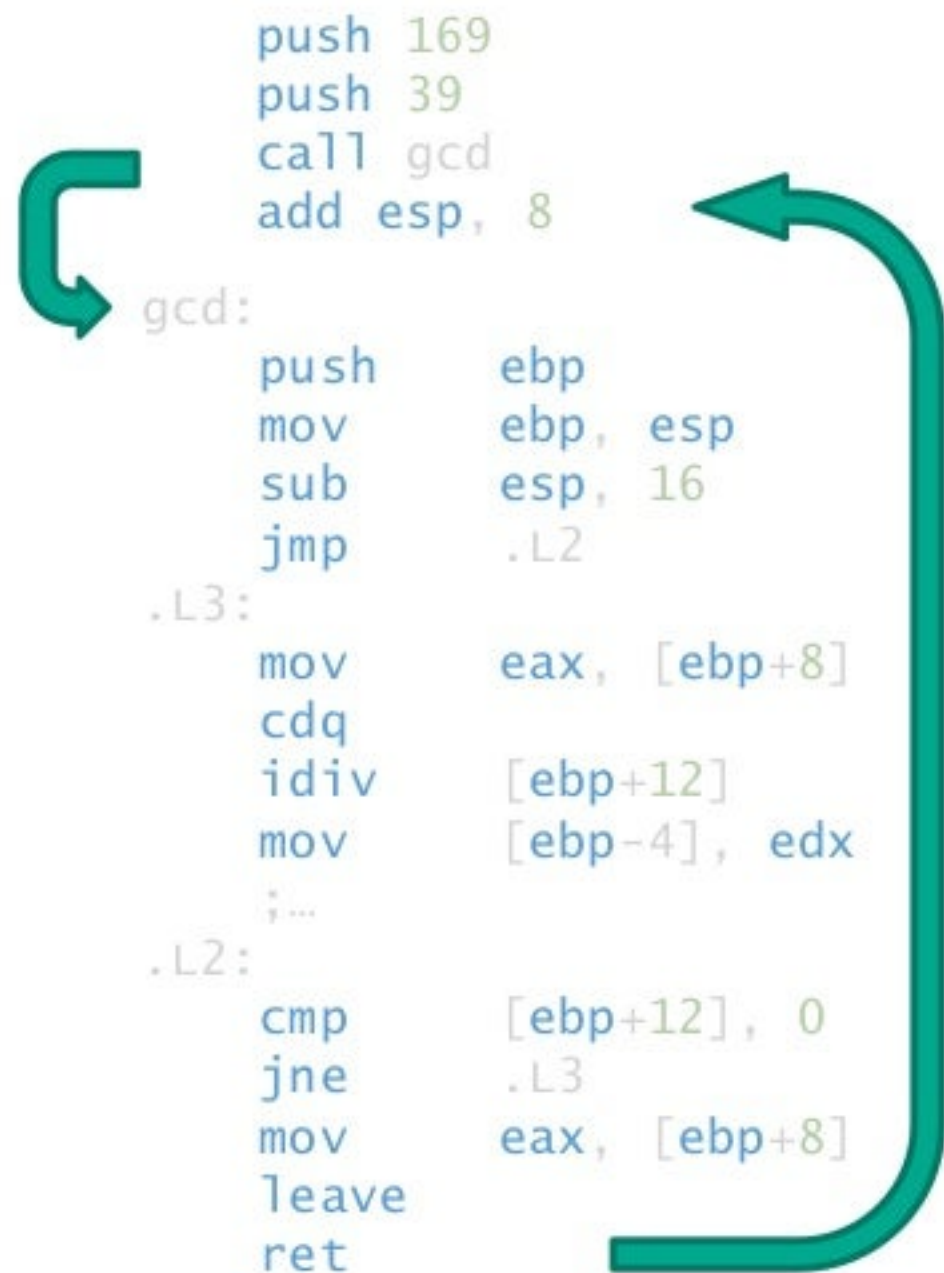 push 169
push 39
call gcd
add esp, 8
gcd:
push ebp
mov ebp, esp
sub esp, 16
jmp .L2
.L3:
mov eax, [ebp+8]
cdq
idiv [ebp+12]
mov [ebp-4], edx
;…
.L2:
cmp [ebp+12], 0
jne .L3
mov eax, [ebp+8]
leave
ret